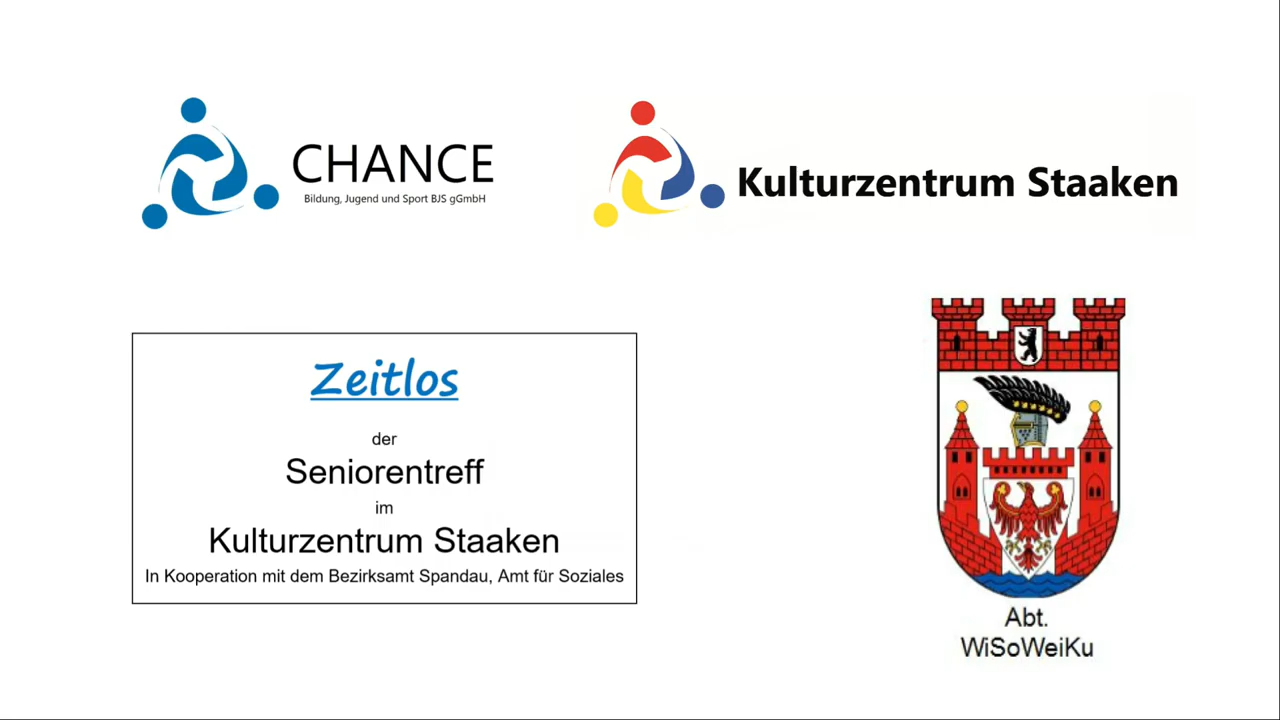 CHANCE
Bildung, Jugend und Sport BJS gGmbH
Kulturzentrum Staaken
Zeitlos
der
Seniorentreff
im
Kulturzentrum Staaken
In Kooperation mit dem Bezirksamt Spandau, Amt für Soziales
Abt.
WiSoWeiKu